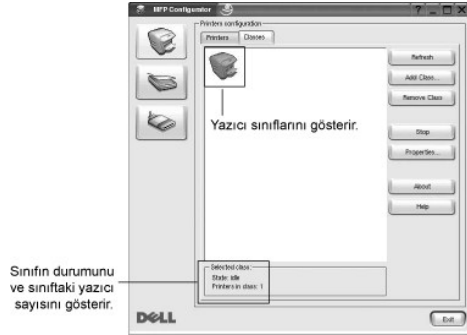 MFP Configurator
Printers configuration
Printers
Classes
Refresh
Add Class...
Remove Class
Yazıcı sınıflarını gösterir.
Stop
Properties...
About
Help
Sınıfın durumunu
ve sınıftaki yazıcı
sayısını gösterir.
Selected class:
State: idle
Printers in class: 1
DELL
Exit